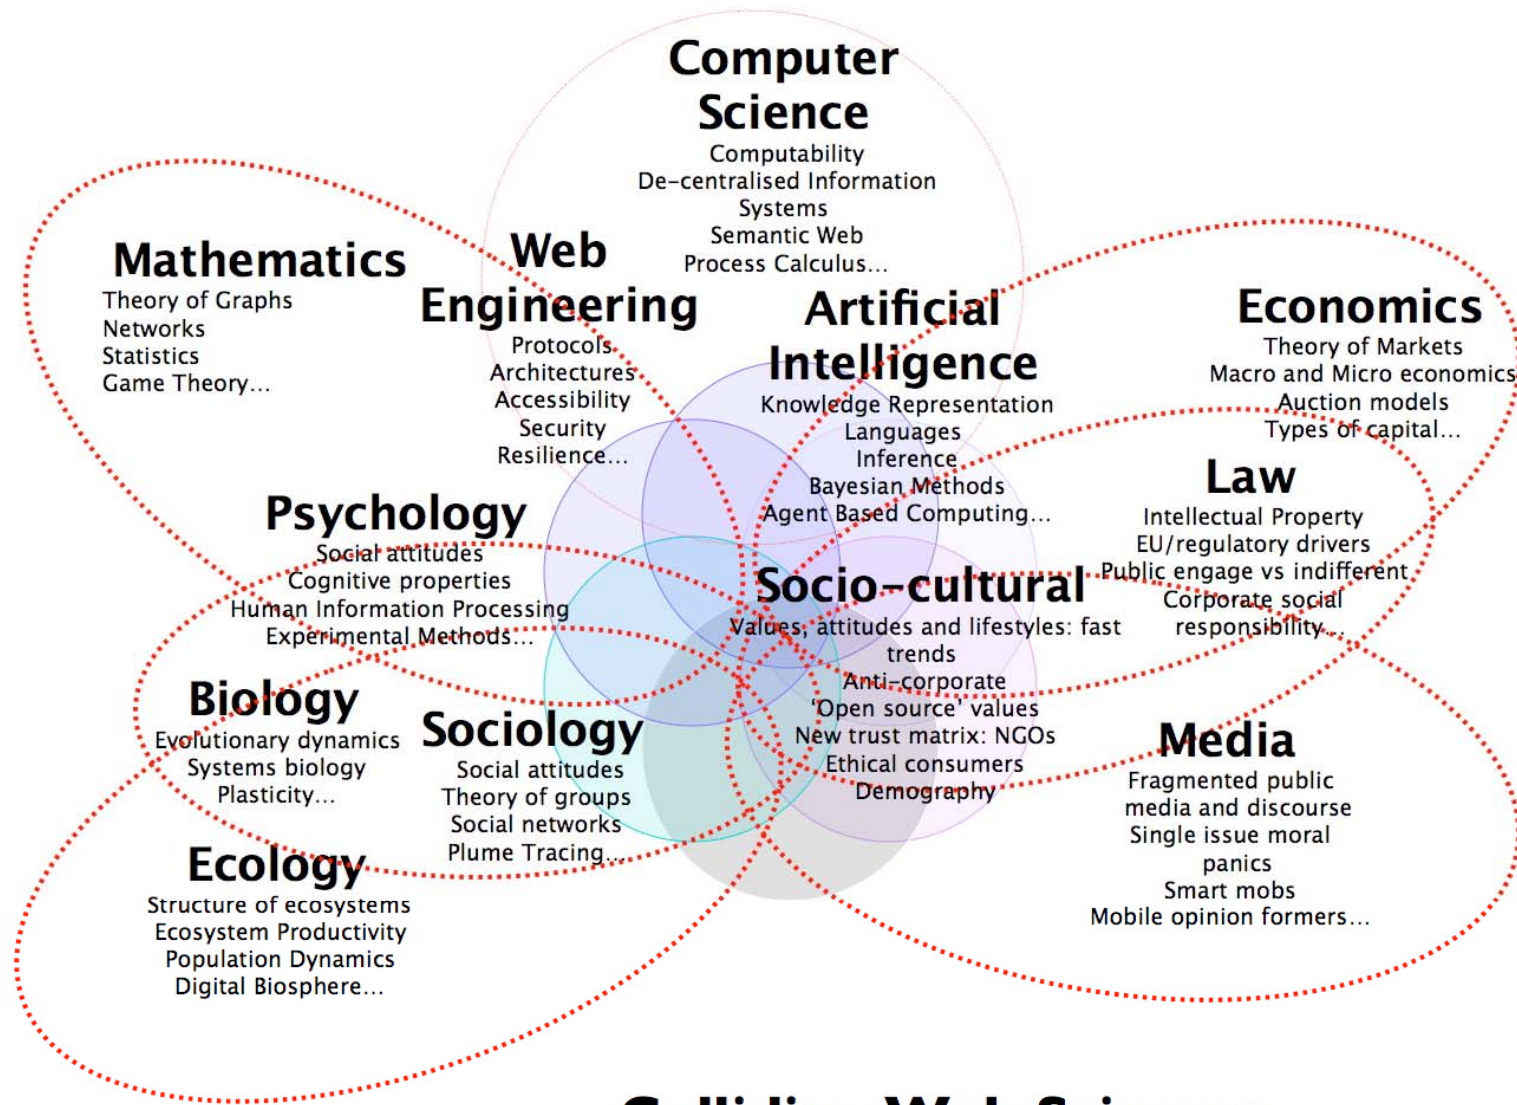 Computer
Science
Computability
De-centralised Information
Systems
Semantic Web
Process Calculus...
Mathematics
Theory of Graphs
Networks
Statistics
Game Theory...
Web
Engineering
Protocols
Architectures
Accessibility
Security
Resilience...
Artificial
Intelligence
Knowledge Representation
Languages
Inference
Bayesian Methods
Agent Based Computing...
Economics
Theory of Markets
Macro and Micro economics
Auction models
Types of capital...
Law
Intellectual Property
EU/regulatory drivers
Public engage vs indifferent
Corporate social
responsibility...
Psychology
Social attitudes
Cognitive properties
Human Information Processing
Experimental Methods...
Socio-cultural
Values, attitudes and lifestyles: fast
trends
Anti-corporate
'Open source' values
New trust matrix: NGOs
Ethical consumers
Demography
Biology
Evolutionary dynamics
Systems biology
Plasticity...
Sociology
Social attitudes
Theory of groups
Social networks
Plume Tracing...
Media
Fragmented public
media and discourse
Single issue moral
panics
Smart mobs
Mobile opinion formers...
Ecology
Structure of ecosystems
Ecosystem Productivity
Population Dynamics
Digital Biosphere...
Web